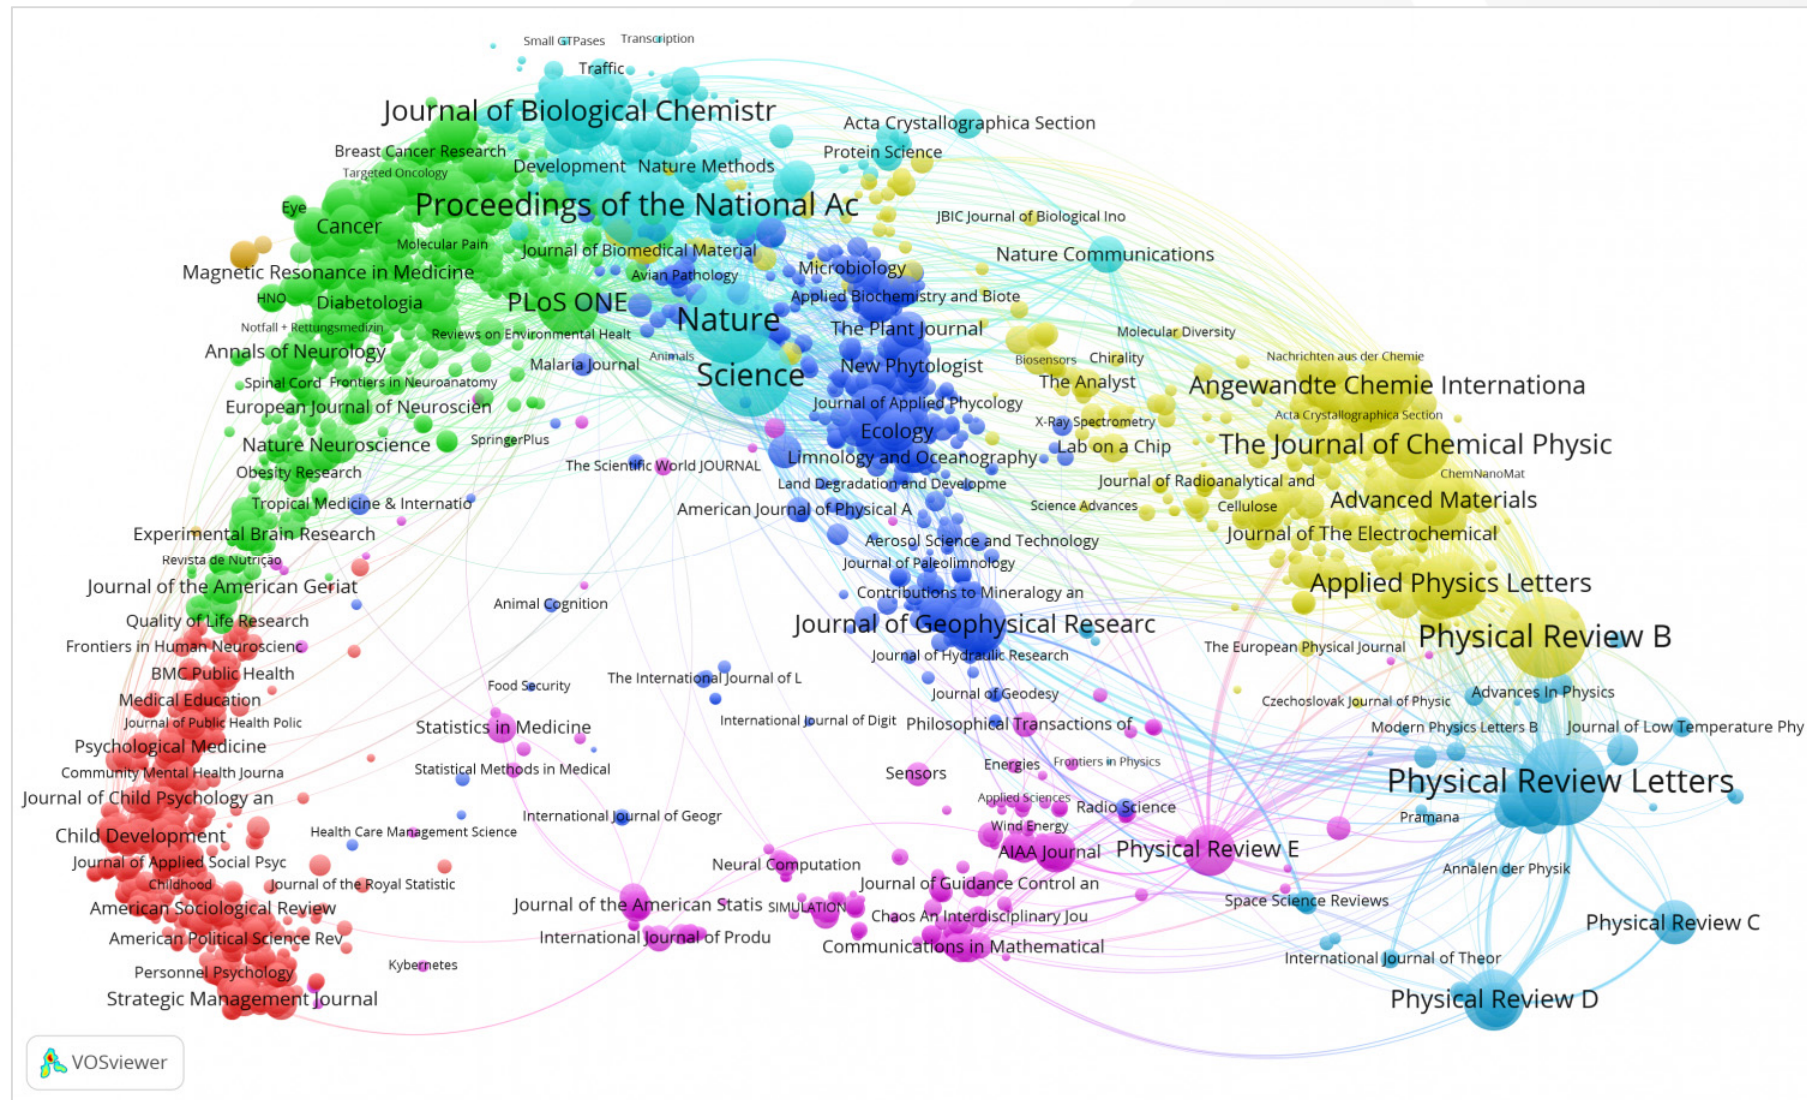 Small GTPases
Transcription
Traffic
Journal of Biological Chemistr
Acta Crystallographica Section
Breast Cancer Research
Protein Science
Development
Nature Methods
Targeted Oncology
Eye
Proceedings of the National Ac
JBIC Journal of Biological Ino
Cancer
Molecular Pain
Journal of Biomedical Material
Nature Communications
Magnetic Resonance in Medicine
Avian Pathology
Microbiology
HNO
Diabetologia
PLoS ONE
Applied Biochemistry and Biote
Notfall + Rettungsmedizin
Reviews on Environmental Healt
Nature
The Plant Journal
Molecular Diversity
Annals of Neurology
Malaria Journal
Animals
New Phytologist
Biosensors
Chirality
Nachrichten aus der Chemie
Spinal Cord
Frontiers in Neuroanatomy
Science
The Analyst
Angewandte Chemie Internationa
European Journal of Neuroscien
Journal of Applied Phycology
Acta Crystallographica Section
Nature Neuroscience
SpringerPlus
Ecology
X-Ray Spectrometry
Lab on a Chip
The Journal of Chemical Physic
Obesity Research
The Scientific World JOURNAL
Limnology and Oceanography
ChemNanoMat
Land Degradation and Developme
Journal of Radioanalytical and
Tropical Medicine & Internatio
American Journal of Physical A
Science Advances
Cellulose
Advanced Materials
Experimental Brain Research
Aerosol Science and Technology
Journal of The Electrochemical
Revista de Nutrição
Journal of Paleolimnology
Journal of the American Geriat
Animal Cognition
Contributions to Mineralogy an
Applied Physics Letters
Quality of Life Research
Journal of Geophysical Researc
Physical Review B
Frontiers in Human Neuroscienc
Journal of Hydraulic Research
The European Physical Journal
BMC Public Health
Food Security
The International Journal of L
Journal of Geodesy
Advances In Physics
Medical Education
Czechoslovak Journal of Physic
Journal of Public Health Polic
Statistics in Medicine
International Journal of Digit
Philosophical Transactions of
Modern Physics Letters B
Journal of Low Temperature Phy
Psychological Medicine
Community Mental Health Journa
Statistical Methods in Medical
Sensors
Energies
Frontiers in Physics
Physical Review Letters
Journal of Child Psychology an
Applied Sciences
Radio Science
International Journal of Geogr
Pramana
Child Development
Health Care Management Science
Wind Energy
AIAA Journal
Physical Review E
Journal of Applied Social Psyc
Neural Computation
Annalen der Physik
Childhood
Journal of the Royal Statistic
Journal of Guidance Control an
American Sociological Review
Journal of the American Statis
SIMULATION
Chaos An Interdisciplinary Jou
Space Science Reviews
Physical Review C
American Political Science Rev
International Journal of Produ
Communications in Mathematical
Personnel Psychology
Kybernetes
International Journal of Theor
Strategic Management Journal
Physical Review D
VOSviewer